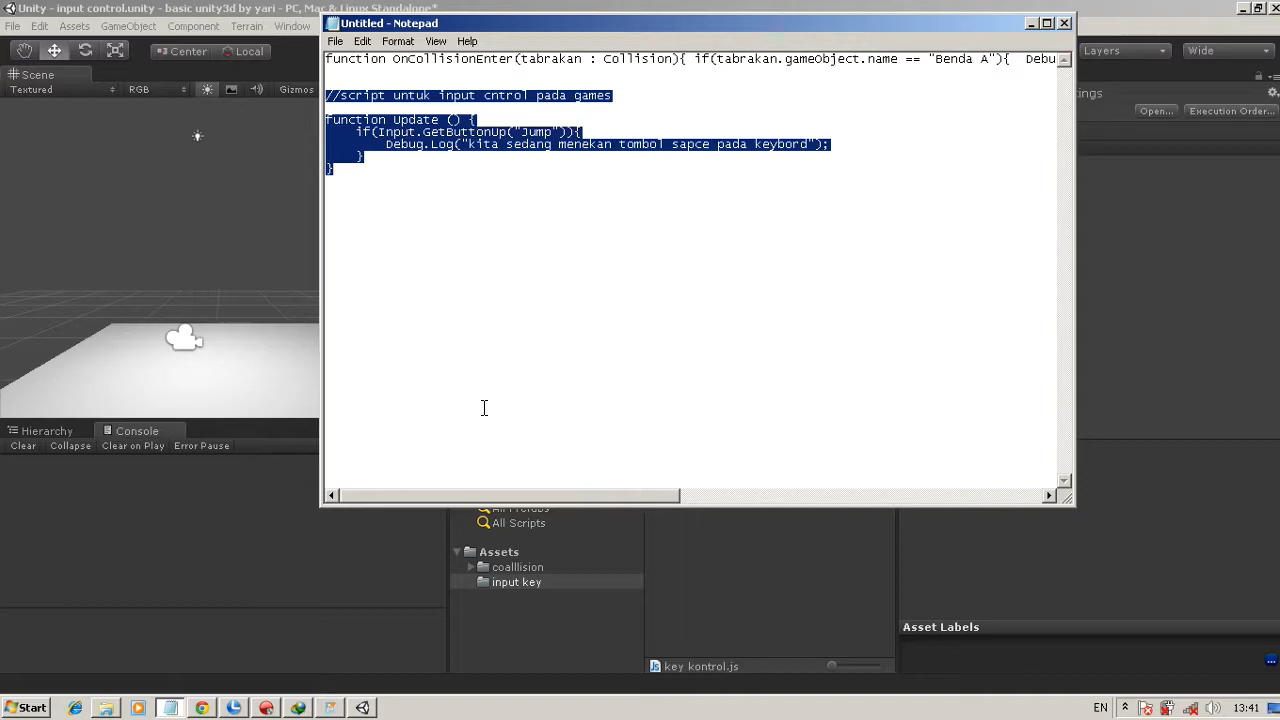 Unity - input control.unity - basic unity3d by yari - PC, Mac & Linux Standalone*
File Edit Assets GameObject Component Terrain Window
Center Local
Layers Wide
Scene
Textured RGB Gizmos
Untitled - Notepad
File Edit Format View Help
function OnCollisionEnter(tabrakan : Collision){ if(tabrakan.gameObject.name == "Benda A"){ Debu
//script untuk input cntrol pada games
function Update () {
if(Input.GetButtonUp("Jump")){
Debug.Log("kita sedang menekan tombol sapce pada keybord");
}
}
Open... Execution Order...
Hierarchy Console
Clear Collapse Clear on Play Error Pause
All Prefabs
All Scripts
Assets
coalllision
input key
key kontrol.js
Asset Labels
Start EN 13:41